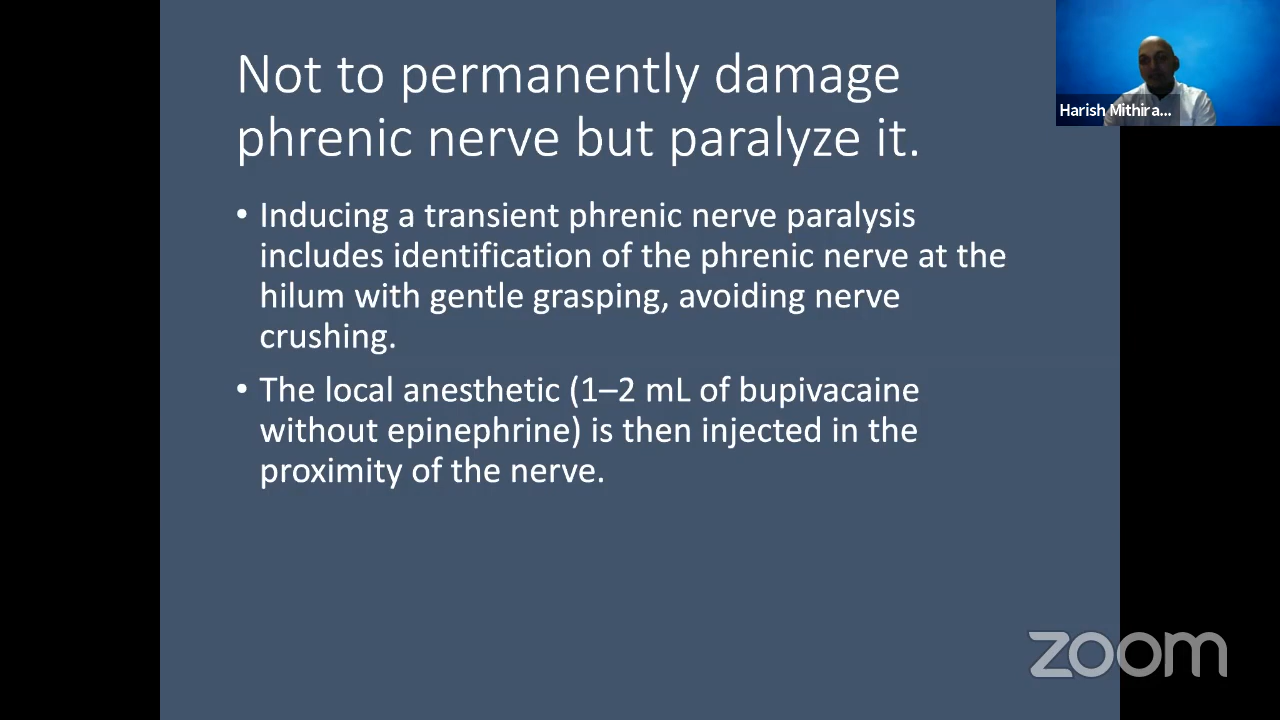 Not to permanently damage
phrenic nerve but paralyze it.
• Inducing a transient phrenic nerve paralysis
includes identification of the phrenic nerve at the
hilum with gentle grasping, avoiding nerve
crushing.
• The local anesthetic (1–2 mL of bupivacaine
without epinephrine) is then injected in the
proximity of the nerve.
Harish Mithira...
zoom